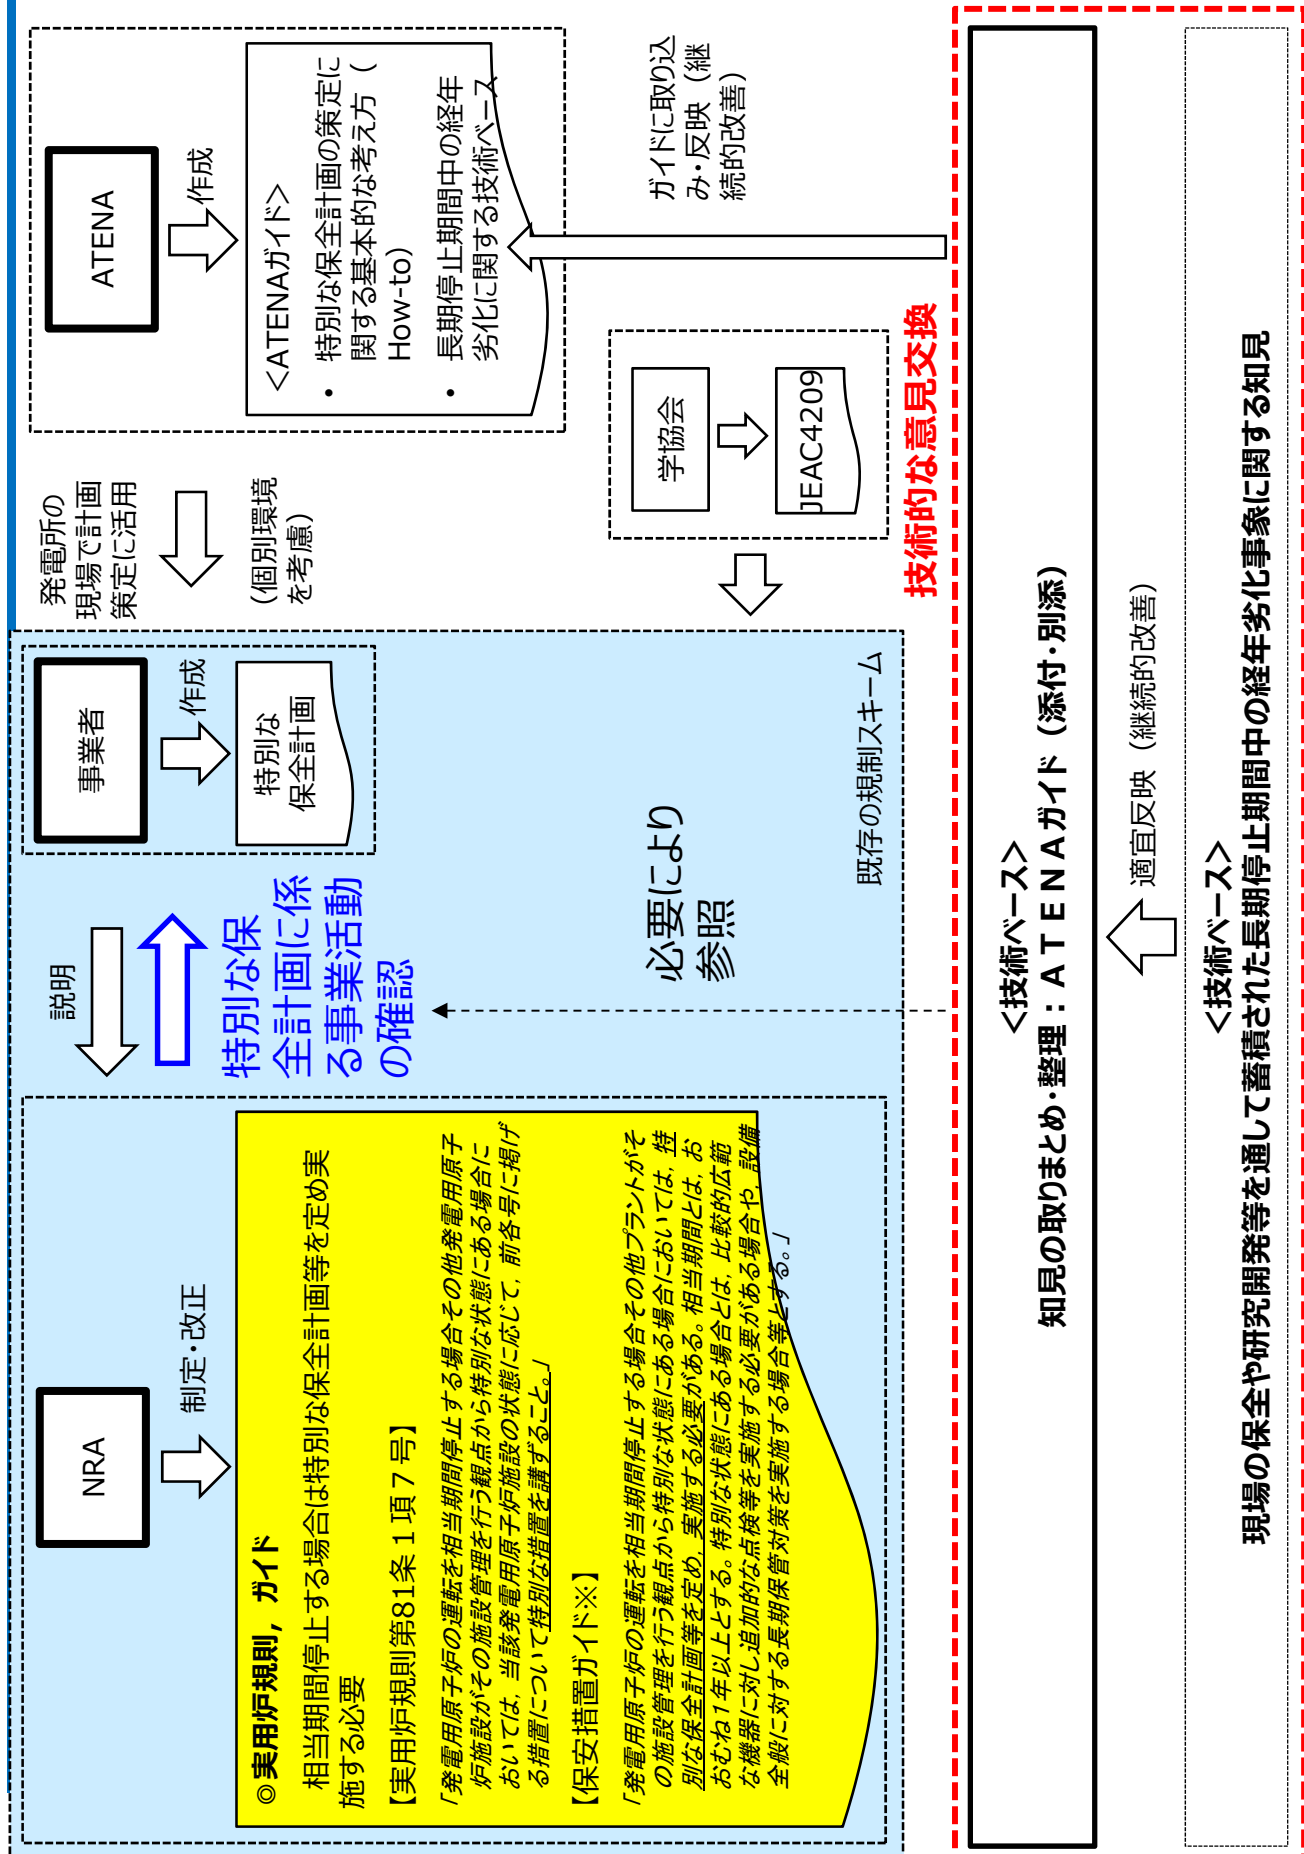 NRA
制定・改正
◎実用炉規則，ガイド
相当期間停止する場合は特別な保全計画等を定め実
施する必要
【実用炉規則第81条１項７号】
「発電用原子炉の運転を相当期間停止する場合その他発電用原子
炉施設がその施設管理を行う観点から特別な状態にある場合に
おいては，当該発電用原子炉施設の状態に応じて，前各号に掲げ
る措置について特別な措置を講ずること。」
【保安措置ガイド※】
「発電用原子炉の運転を相当期間停止する場合その他プラントがそ
の施設管理を行う観点から特別な状態にある場合においては，特
別な保全計画等を定め，実施する必要がある。相当期間とは，お
おむね１年以上とする。特別な状態にある場合とは，比較的広範
な機器に対し追加的な点検等を実施する必要がある場合や，設備
全般に対する長期保管対策を実施する場合等とする。」
説明
特別な保
全計画に係
る事業活動
の確認
事業者
作成
特別な
保全計画
必要により
参照
既存の規制スキーム
発電所の
現場で計画
策定に活用
（個別環境
を考慮）
ATENA
作成
＜ATENAガイド＞
• 特別な保全計画の策定に
関する基本的な考え方（
How-to）
• 長期停止期間中の経年
劣化に関する技術ベース
学協会
JEAC4209
ガイドに取り込
み・反映（継
続的改善）
技術的な意見交換
＜技術ベース＞
知見の取りまとめ・整理：ＡＴＥＮＡガイド（添付・別添）
適宜反映（継続的改善）
＜技術ベース＞
現場の保全や研究開発等を通して蓄積された長期停止期間中の経年劣化事象に関する知見